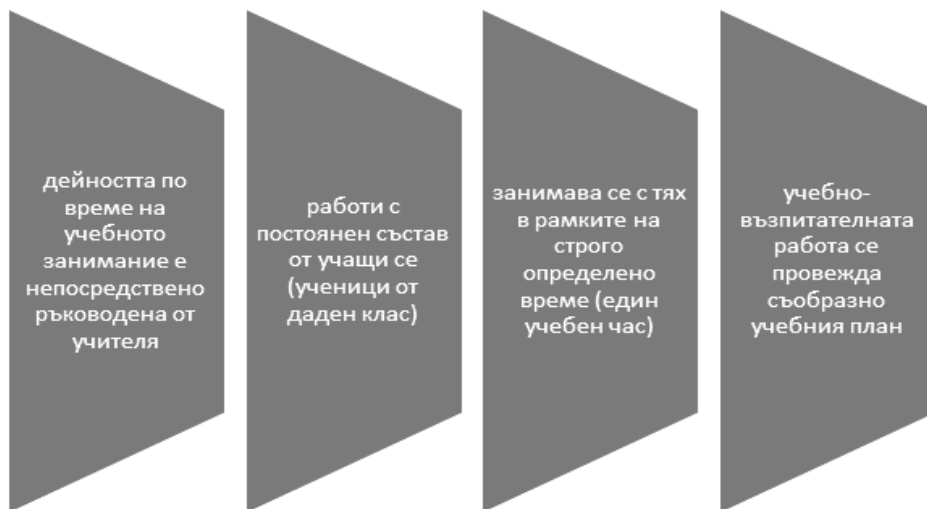 дейността по
време на
учебното
занимание е
непосредствено
ръководена от
учителя
работи с
постоянен състав
от учащи се
(ученици от
даден клас)
занимава се с тях
в рамките на
строго
определено
време (един
учебен час)
учебно-
възпитателната
работа се
провежда
съобразно
учебния план